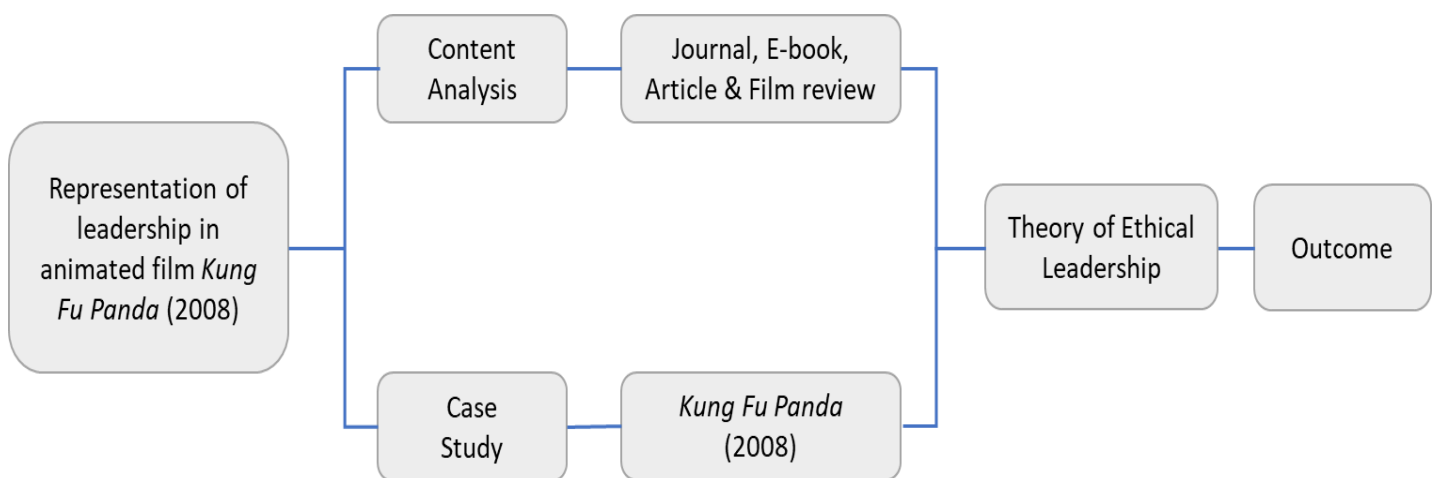 Representation of
leadership in
animated film Kung
Fu Panda (2008)
Content
Analysis
Journal, E-book,
Article & Film review
Case
Study
Kung Fu Panda
(2008)
Theory of Ethical
Leadership
Outcome